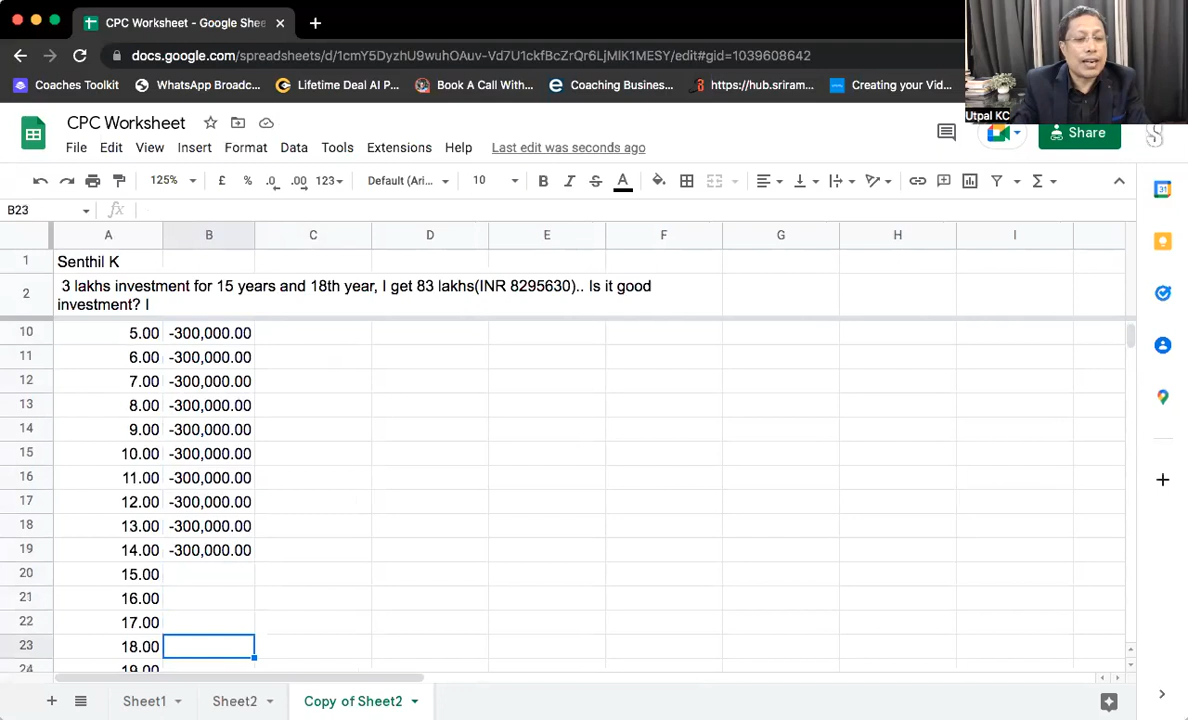 CPC Worksheet - Google Shee
docs.google.com/spreadsheets/d/1cmY5Dy2nU9wuhOAuv-Vd7U1ckfBcZrQr6LjMIK1MESY/edit#gid=1039608642
Coaches Toolkit WhatsApp Broadc... Lifetime Deal AI P... Book A Call With... Coaching Business... https://hub.sriram... Creating your Vid...
Utpal KC
CPC Worksheet
Share
File Edit View Insert Format Data Tools Extensions Help Last edit was seconds ago
125% £ % .0 .00 123 Default (Ari... 10 B I S A Σ
B23 fx
A B C D E F G H I
1 Senthil K
2 3 lakhs investment for 15 years and 18th year, I get 83 lakhs(INR 8295630).. Is it good
investment? I
10 5.00 -300,000.00
11 6.00 -300,000.00
12 7.00 -300,000.00
13 8.00 -300,000.00
14 9.00 -300,000.00
15 10.00 -300,000.00
16 11.00 -300,000.00
17 12.00 -300,000.00
18 13.00 -300,000.00
19 14.00 -300,000.00
20 15.00
21 16.00
22 17.00
23 18.00
24 19.00
Sheet1 Sheet2 Copy of Sheet2